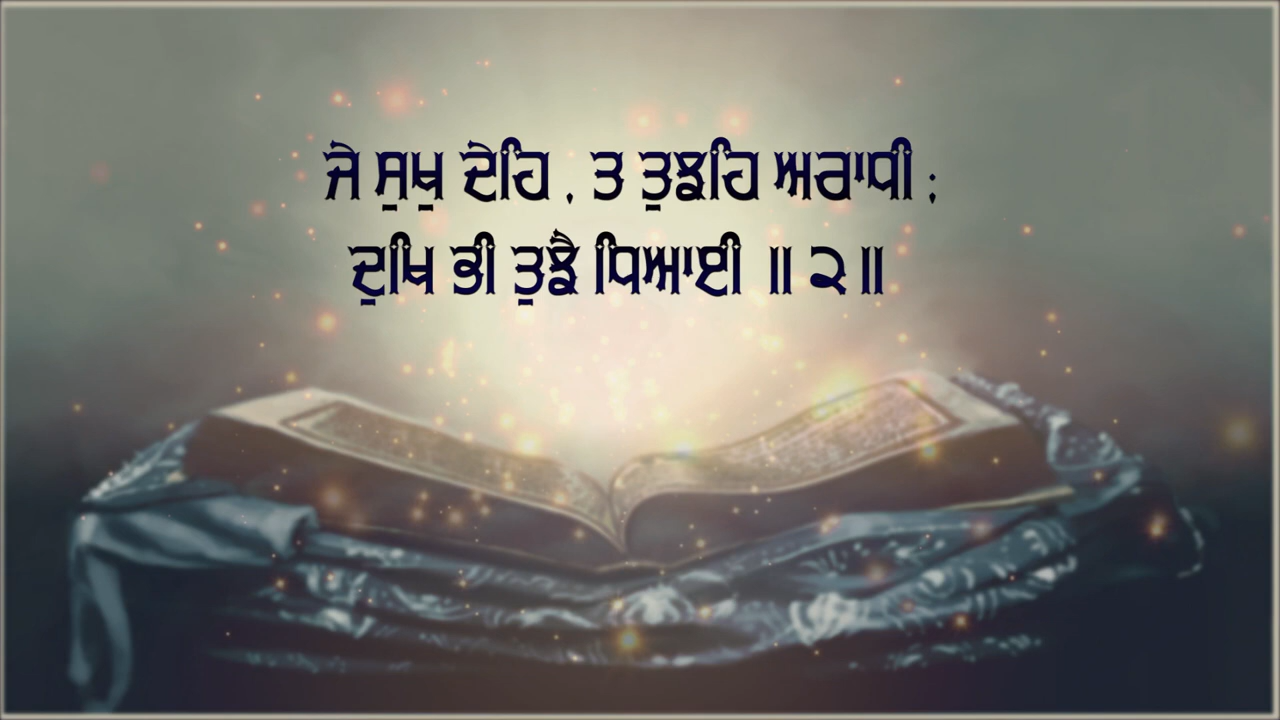 ਜੇ ਸੁਖੁ ਦੇਹਿ , ਤ ਤੁਝਹਿ ਅਰਾਧੀ ;
ਦੁਖਿ ਭੀ ਤੁਝੈ ਧਿਆਈ ॥੨॥